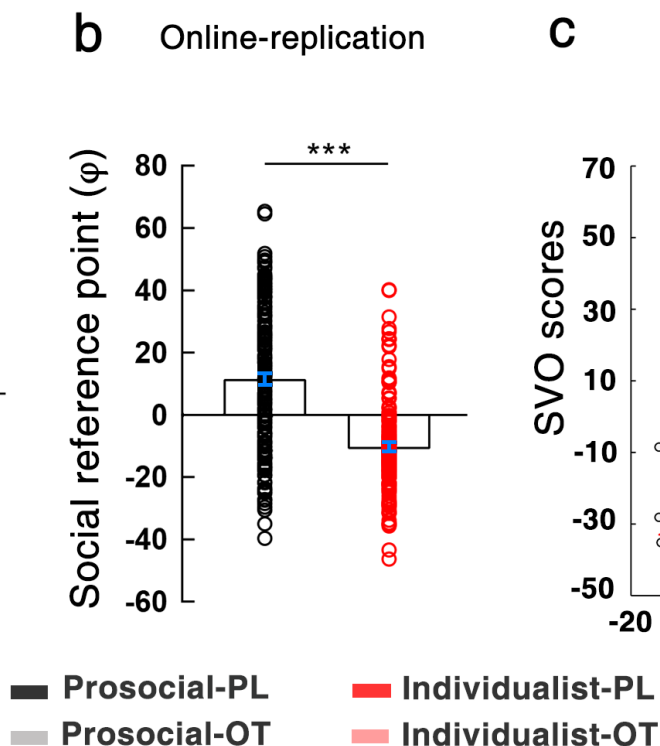 b Online-replication
***
Social reference point (φ)
80
60
40
20
0
-20
-40
-60
c
SVO scores
70
50
30
10
-10
-30
-50
-20
Prosocial-PL
Individualist-PL
Prosocial-OT
Individualist-OT